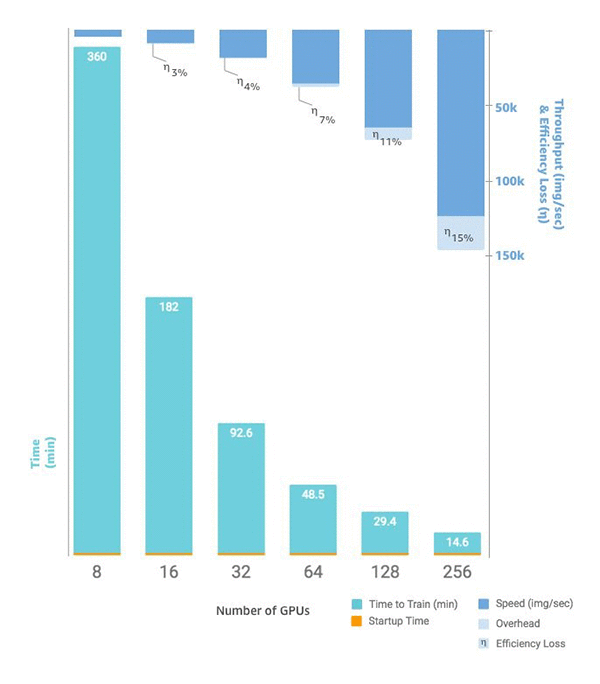 360
η3%
η4%
η7%
η11%
η15%
50k
100k
150k
Throughput (img/sec)
& Efficiency Loss (η)
182
92.6
48.5
29.4
14.6
Time
(min)
8 16 32 64 128 256
Number of GPUs
Time to Train (min)
Startup Time
Speed (img/sec)
Overhead
η Efficiency Loss